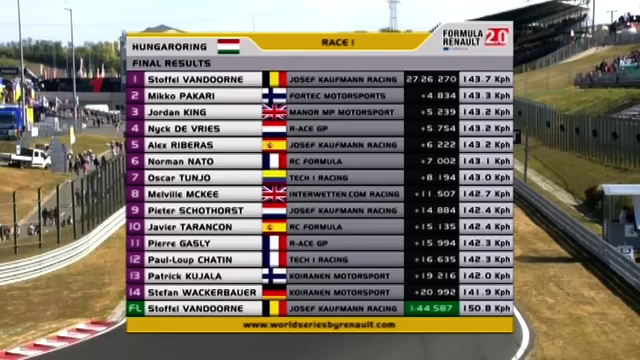 HUNGARORING RACE 1 FORMULA RENAULT 2.0
FINAL RESULTS
1 Stoffel VANDOORNE JOSEF KAUFMANN RACING 27:26.270 143.7 Kph
2 Mikko PAKARI FORTEC MOTORSPORTS +4.834 143.3 Kph
3 Jordan KING MANOR MP MOTORSPORT +5.239 143.2 Kph
4 Nyck DE VRIES R-ACE GP +5.754 143.2 Kph
5 Alex RIBERAS JOSEF KAUFMANN RACING +6.222 143.2 Kph
6 Norman NATO RC FORMULA +7.002 143.1 Kph
7 Oscar TUNJO TECH 1 RACING +8.194 143.0 Kph
8 Melville MCKEE INTERWETTEN.COM RACING +11.507 142.7 Kph
9 Pieter SCHOTHORST JOSEF KAUFMANN RACING +14.884 142.4 Kph
10 Javier TARANCON RC FORMULA +15.135 142.4 Kph
11 Pierre GASLY R-ACE GP +15.994 142.3 Kph
12 Paul-Loup CHATIN TECH 1 RACING +16.635 142.3 Kph
13 Patrick KUJALA KOIRANEN MOTORSPORT +19.216 142.0 Kph
14 Stefan WACKERBAUER KOIRANEN MOTORSPORT +20.992 141.9 Kph
FL Stoffel VANDOORNE JOSEF KAUFMANN RACING 1:44.587 150.8 Kph
www.worldseriesbyrenault.com